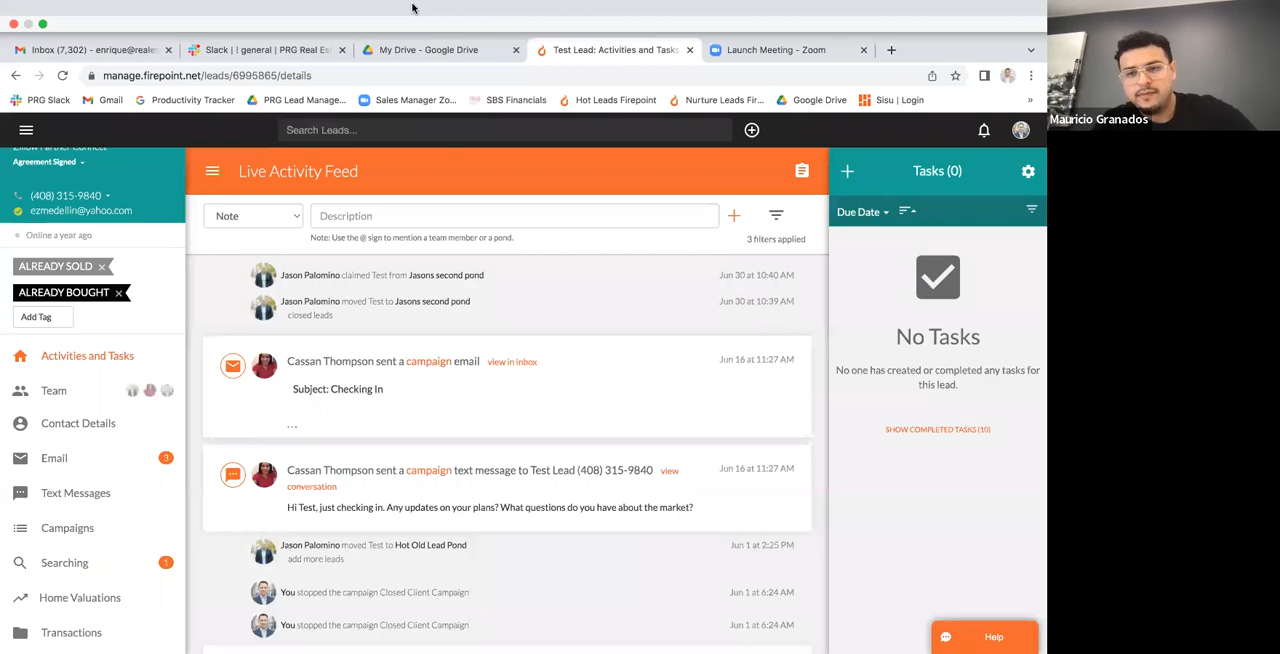 Inbox (7,302) - enrique@reales
Slack | ! general | PRG Real Es
My Drive - Google Drive
Test Lead: Activities and Tasks
Launch Meeting - Zoom
manage.firepoint.net/leads/6995865/details
PRG Slack
Gmail
Productivity Tracker
PRG Lead Manage...
Sales Manager Zo...
SBS Financials
Hot Leads Firepoint
Nurture Leads Fir...
Google Drive
Sisu | Login
»
Mauricio Granados
Search Leads...
Zillow Partner Connect
Agreement Signed
(408) 315-9840
ezmedellin@yahoo.com
Online a year ago
ALREADY SOLD
ALREADY BOUGHT
Add Tag
Activities and Tasks
Team
Contact Details
Email 3
Text Messages
Campaigns
Searching 1
Home Valuations
Transactions
Live Activity Feed
Note
Description
Note: Use the @ sign to mention a team member or a pond.
3 filters applied
Jason Palomino claimed Test from Jasons second pond Jun 30 at 10:40 AM
Jason Palomino moved Test to Jasons second pond Jun 30 at 10:39 AM
closed leads
Cassan Thompson sent a campaign email view in inbox Jun 16 at 11:27 AM
Subject: Checking In
...
Cassan Thompson sent a campaign text message to Test Lead (408) 315-9840 view Jun 16 at 11:27 AM
conversation
Hi Test, just checking in. Any updates on your plans? What questions do you have about the market?
Jason Palomino moved Test to Hot Old Lead Pond Jun 1 at 2:25 PM
add more leads
You stopped the campaign Closed Client Campaign Jun 1 at 6:24 AM
You stopped the campaign Closed Client Campaign Jun 1 at 6:24 AM
Tasks (0)
Due Date
No Tasks
No one has created or completed any tasks for
this lead.
SHOW COMPLETED TASKS (10)
Help